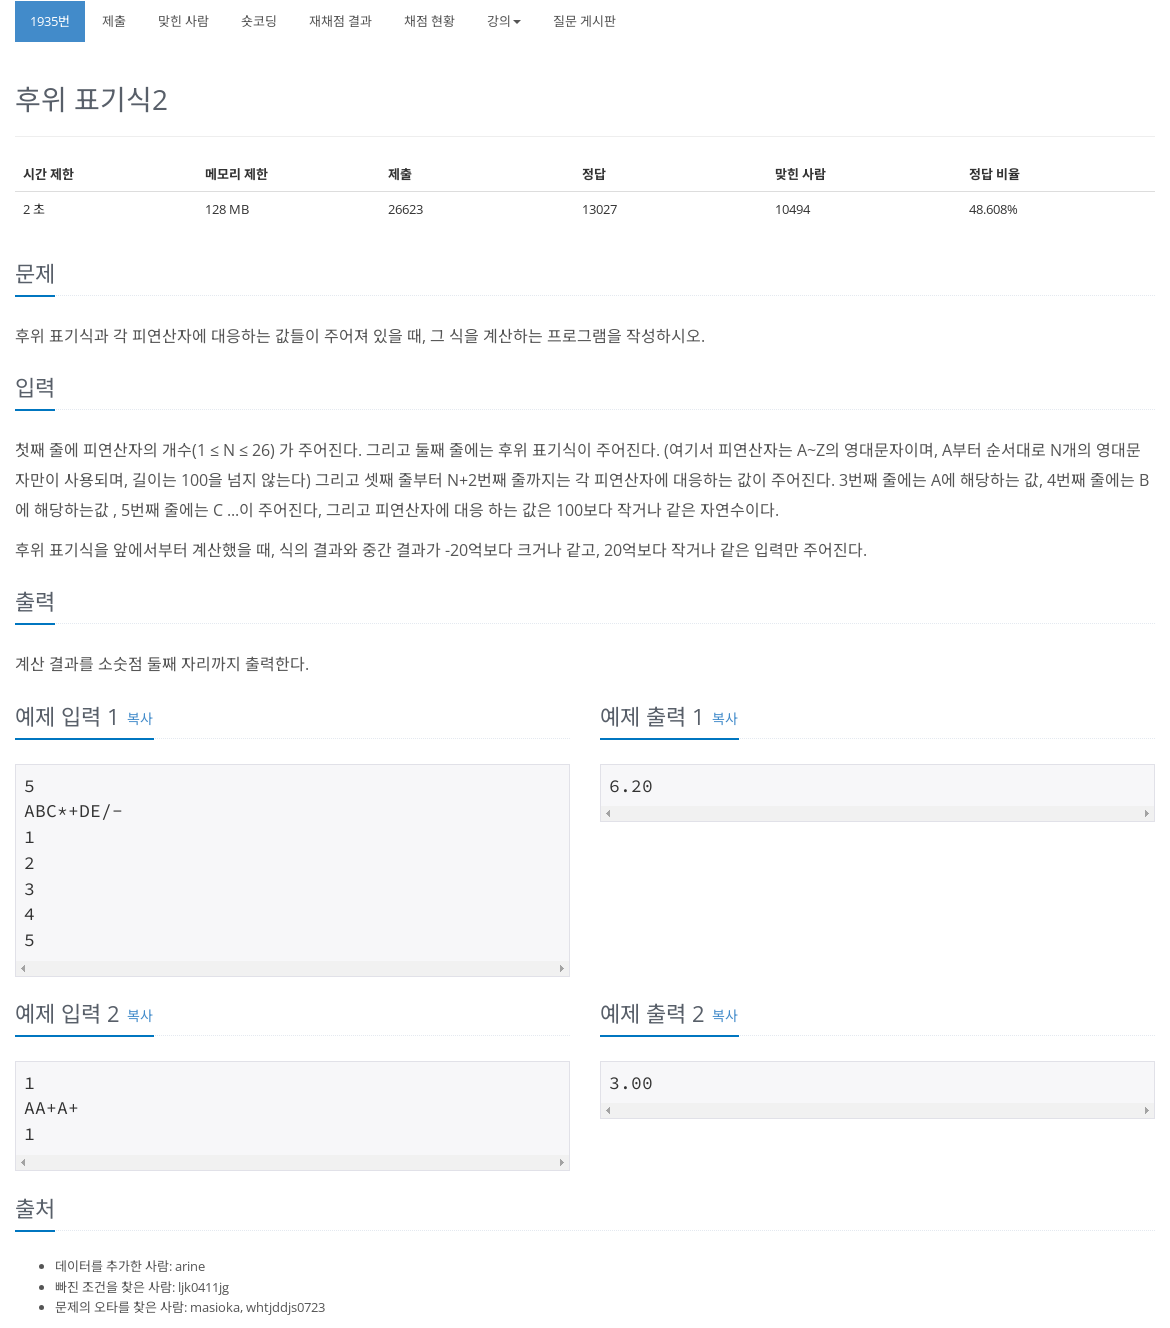 1935번 제출 맞힌 사람 숏코딩 재채점 결과 채점 현황 강의 질문 게시판
후위 표기식2
시간 제한 메모리 제한 제출 정답 맞힌 사람 정답 비율
2 초 128 MB 26623 13027 10494 48.608%
문제
후위 표기식과 각 피연산자에 대응하는 값들이 주어져 있을 때, 그 식을 계산하는 프로그램을 작성하시오.
입력
첫째 줄에 피연산자의 개수(1 ≤ N ≤ 26) 가 주어진다. 그리고 둘째 줄에는 후위 표기식이 주어진다. (여기서 피연산자는 A~Z의 영대문자이며, A부터 순서대로 N개의 영대문
자만이 사용되며, 길이는 100을 넘지 않는다) 그리고 셋째 줄부터 N+2번째 줄까지는 각 피연산자에 대응하는 값이 주어진다. 3번째 줄에는 A에 해당하는 값, 4번째 줄에는 B
에 해당하는값 , 5번째 줄에는 C ...이 주어진다, 그리고 피연산자에 대응 하는 값은 100보다 작거나 같은 자연수이다.
후위 표기식을 앞에서부터 계산했을 때, 식의 결과와 중간 결과가 -20억보다 크거나 같고, 20억보다 작거나 같은 입력만 주어진다.
출력
계산 결과를 소숫점 둘째 자리까지 출력한다.
예제 입력 1 복사
5
ABC*+DE/-
1
2
3
4
5
예제 출력 1 복사
6.20
예제 입력 2 복사
1
AA+A+
1
예제 출력 2 복사
3.00
출처
데이터를 추가한 사람: arine
빠진 조건을 찾은 사람: ljk0411jg
문제의 오타를 찾은 사람: masioka, whtjddjs0723